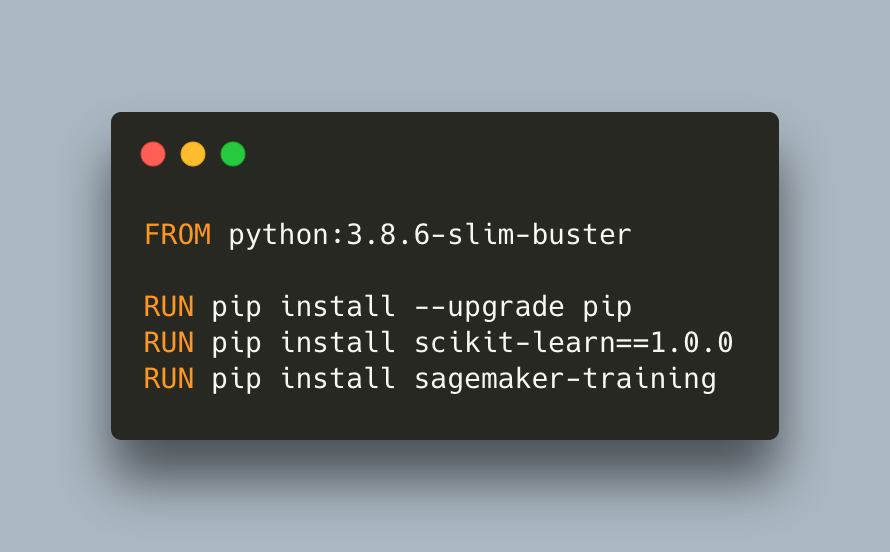 FROM python:3.8.6-slim-buster
RUN pip install --upgrade pip
RUN pip install scikit-learn==1.0.0
RUN pip install sagemaker-training